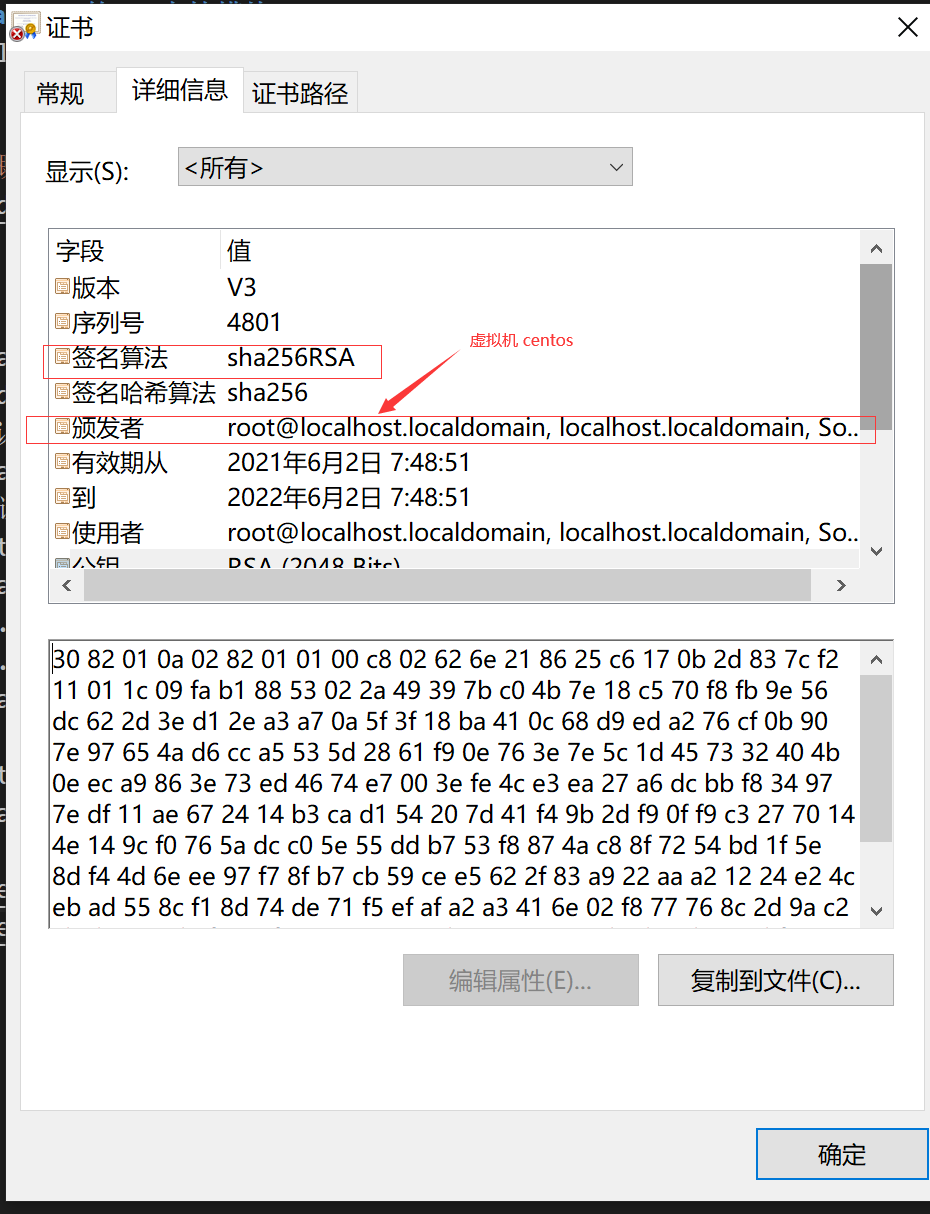 证书
常规 详细信息 证书路径
显示(S): <所有>
字段 值
版本 V3
序列号 4801
签名算法 sha256RSA
虚拟机 centos
签名哈希算法 sha256
颁发者 root@localhost.localdomain, localhost.localdomain, So...
有效期从 2021年6月2日 7:48:51
到 2022年6月2日 7:48:51
使用者 root@localhost.localdomain, localhost.localdomain, So...
公钥 RSA (2048 Bits)
30 82 01 0a 02 82 01 01 00 c8 02 62 6e 21 86 25 c6 17 0b 2d 83 7c f2
11 01 1c 09 fa b1 88 53 02 2a 49 39 7b c0 4b 7e 18 c5 70 f8 fb 9e 56
dc 62 2d 3e d1 2e a3 a7 0a 5f 3f 18 ba 41 0c 68 d9 ed a2 76 cf 0b 90
7e 97 65 4a d6 cc a5 53 5d 28 61 f9 0e 76 3e 7e 5c 1d 45 73 32 40 4b
0e ec a9 86 3e 73 ed 46 74 e7 00 3e fe 4c e3 ea 27 a6 dc bb f8 34 97
7e df 11 ae 67 24 14 b3 ca d1 54 20 7d 41 f4 9b 2d f9 0f f9 c3 27 70 14
4e 14 9c f0 76 5a dc c0 5e 55 dd b7 53 f8 87 4a c8 8f 72 54 bd 1f 5e
8d f4 4d 6e ee 97 f7 8f b7 cb 59 ce e5 62 2f 83 a9 22 aa a2 12 24 e2 4c
eb ad 55 8c f1 8d 74 de 71 f5 ef af a2 a3 41 6e 02 f8 77 76 8c 2d 9a c2
编辑属性(E)... 复制到文件(C)...
确定